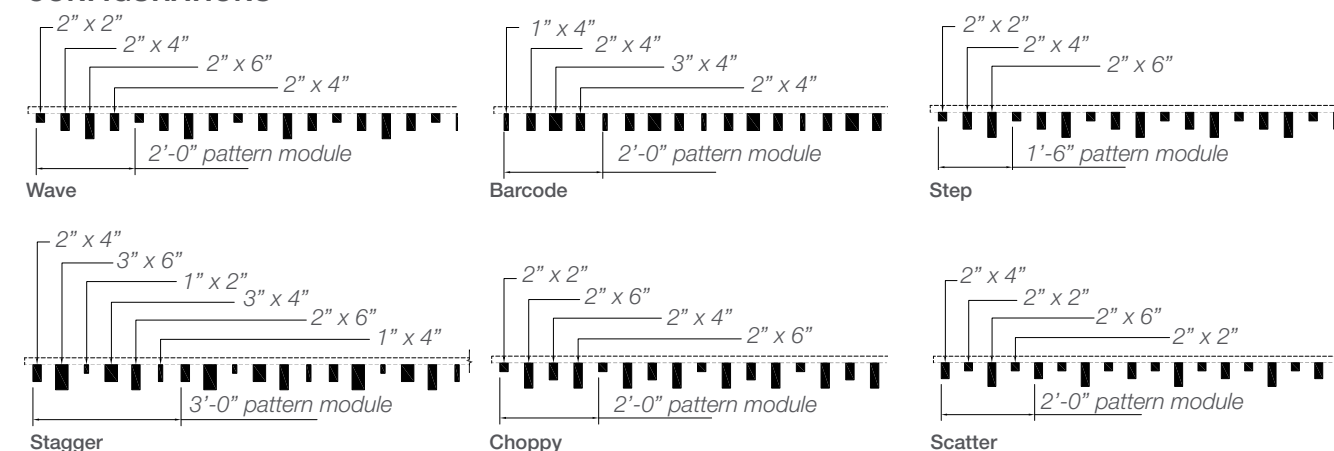 2” x 2”
2” x 4”
2” x 6”
2” x 4”
2’-0” pattern module
Wave
1” x 4”
2” x 4”
3” x 4”
2” x 4”
2’-0” pattern module
Barcode
2” x 2”
2” x 4”
2” x 6”
1’-6” pattern module
Step
2” x 4”
3” x 6”
1” x 2”
3” x 4”
2” x 6”
1” x 4”
3’-0” pattern module
Stagger
2” x 2”
2” x 6”
2” x 4”
2” x 6”
2’-0” pattern module
Choppy
2” x 4”
2” x 2”
2” x 6”
2” x 2”
2’-0” pattern module
Scatter